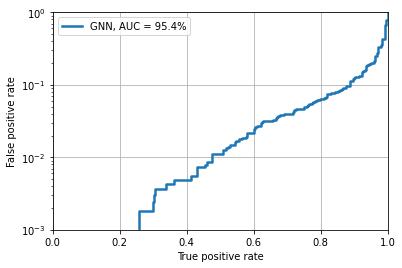 GNN, AUC = 95.4%
False positive rate
10⁰
10⁻¹
10⁻²
10⁻³
0.0 0.2 0.4 0.6 0.8 1.0
True positive rate